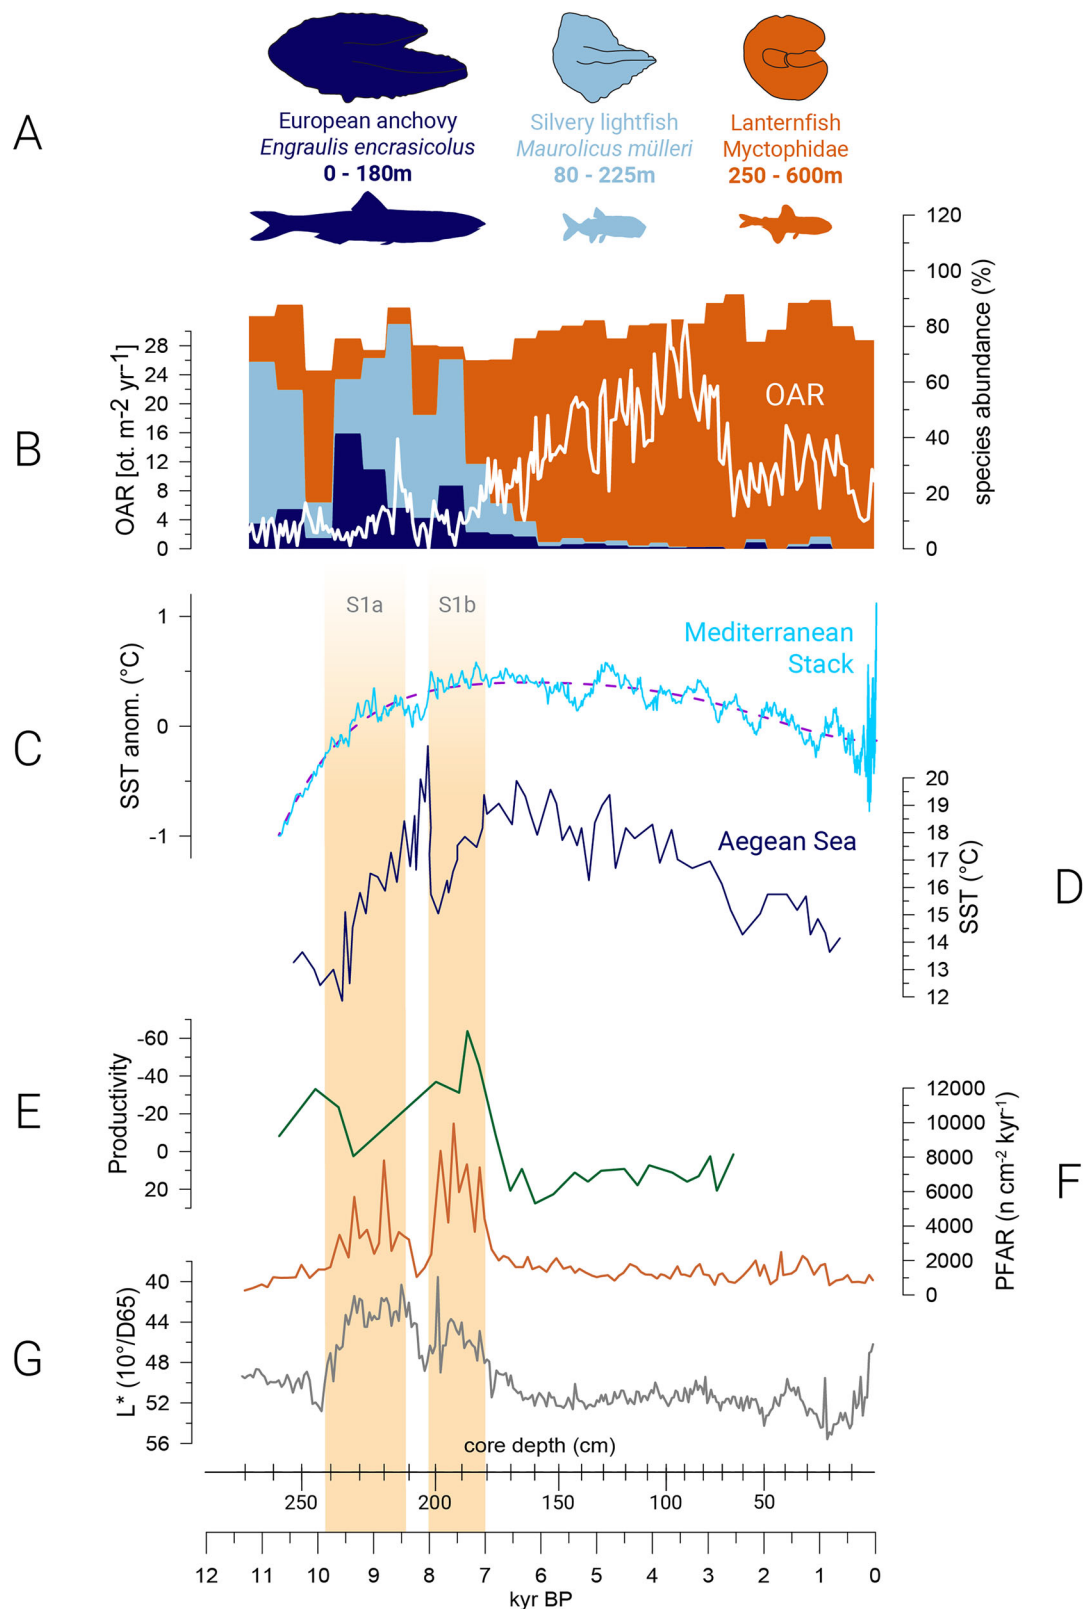 A
European anchovy
Engraulis encrasicolus
0 - 180m
Silvery lightfish
Maurolicus mülleri
80 - 225m
Lanternfish
Myctophidae
250 - 600m
B
OAR [ot. m-2 yr-1]
28
24
20
16
12
8
4
0
OAR
120
100
80
60
40
20
0
species abundance (%)
C
SST anom. (°C)
1
0
-1
S1a
S1b
Mediterranean
Stack
Aegean Sea
20
19
18
17
16
15
14
13
12
SST (°C)
D
E
Productivity
-60
-40
-20
0
20
12000
10000
8000
6000
4000
2000
0
PFAR (n cm-2 kyr-1)
F
G
L* (10°/D65)
40
44
48
52
56
core depth (cm)
250 200 150 100 50
12 11 10 9 8 7 6 5 4 3 2 1 0
kyr BP